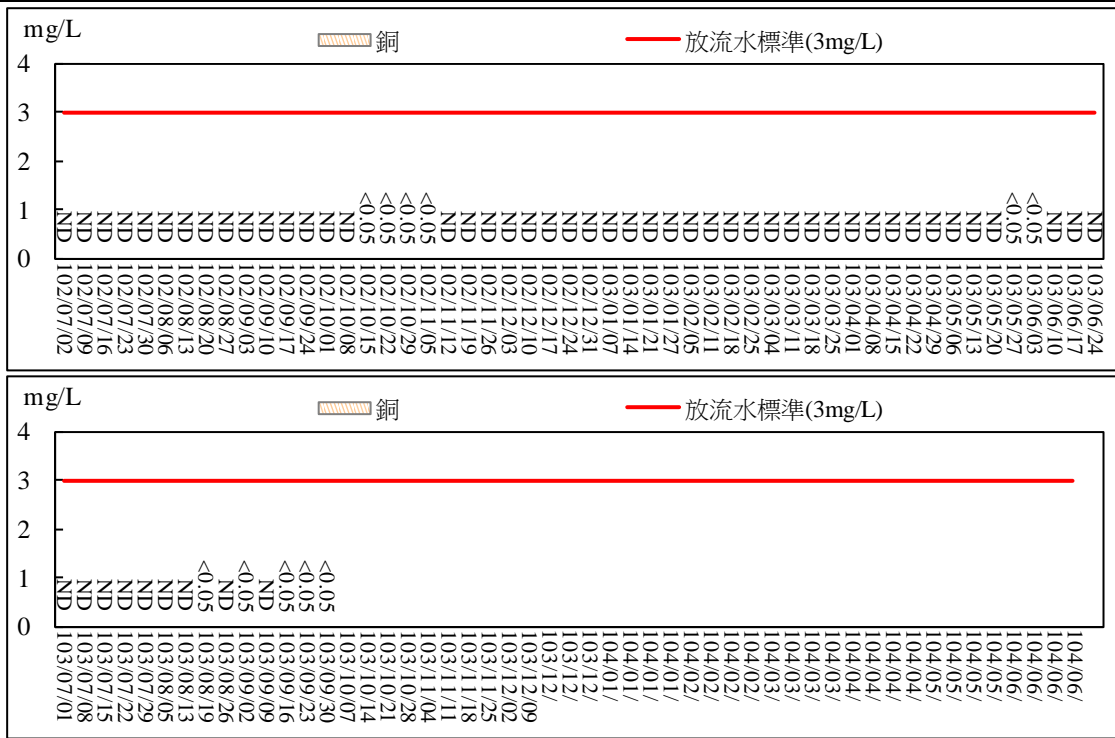 mg/L
銅
放流水標準(3mg/L)
4
3
2
1
0
ND ND ND ND ND ND ND ND ND ND ND ND ND ND ND <0.05 <0.05 <0.05 <0.05 ND ND ND ND ND ND ND ND ND ND ND ND ND ND ND ND ND ND ND ND ND ND ND ND ND ND ND ND <0.05 <0.05 ND ND ND
102/07/02 102/07/09 102/07/16 102/07/23 102/07/30 102/08/06 102/08/13 102/08/20 102/08/27 102/09/03 102/09/10 102/09/17 102/09/24 102/10/01 102/10/08 102/10/15 102/10/22 102/10/29 102/11/05 102/11/12 102/11/19 102/11/26 102/12/03 102/12/10 102/12/17 102/12/24 102/12/31 103/01/07 103/01/14 103/01/21 103/01/27 103/02/05 103/02/11 103/02/18 103/02/25 103/03/04 103/03/11 103/03/18 103/03/25 103/04/01 103/04/08 103/04/15 103/04/22 103/04/29 103/05/06 103/05/13 103/05/20 103/05/27 103/06/03 103/06/10 103/06/17 103/06/24
mg/L
銅
放流水標準(3mg/L)
4
3
2
1
0
ND ND ND ND ND ND ND <0.05 ND <0.05 ND <0.05 <0.05 <0.05
103/07/01 103/07/08 103/07/15 103/07/22 103/07/29 103/08/05 103/08/13 103/08/19 103/08/26 103/09/02 103/09/09 103/09/16 103/09/23 103/09/30 103/10/07 103/10/14 103/10/21 103/10/28 103/11/04 103/11/11 103/11/18 103/11/25 103/12/02 103/12/09 103/12/ 103/12/ 103/12/ 104/01/ 104/01/ 104/01/ 104/01/ 104/02/ 104/02/ 104/02/ 104/02/ 104/03/ 104/03/ 104/03/ 104/03/ 104/04/ 104/04/ 104/04/ 104/04/ 104/05/ 104/05/ 104/05/ 104/05/ 104/06/ 104/06/ 104/06/ 104/06/